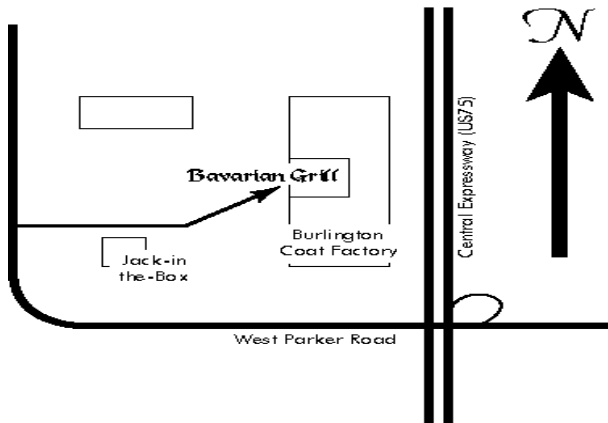 N
Central Expressway (US75)
Bavarian Grill
Burlington
Coat Factory
Jack-in
the-Box
West Parker Road